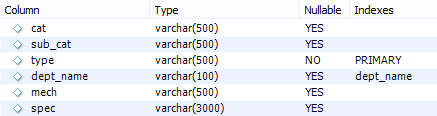 Column Type Nullable Indexes
cat varchar(500) YES
sub_cat varchar(500) YES
type varchar(500) NO PRIMARY
dept_name varchar(100) YES dept_name
mech varchar(500) YES
spec varchar(3000) YES